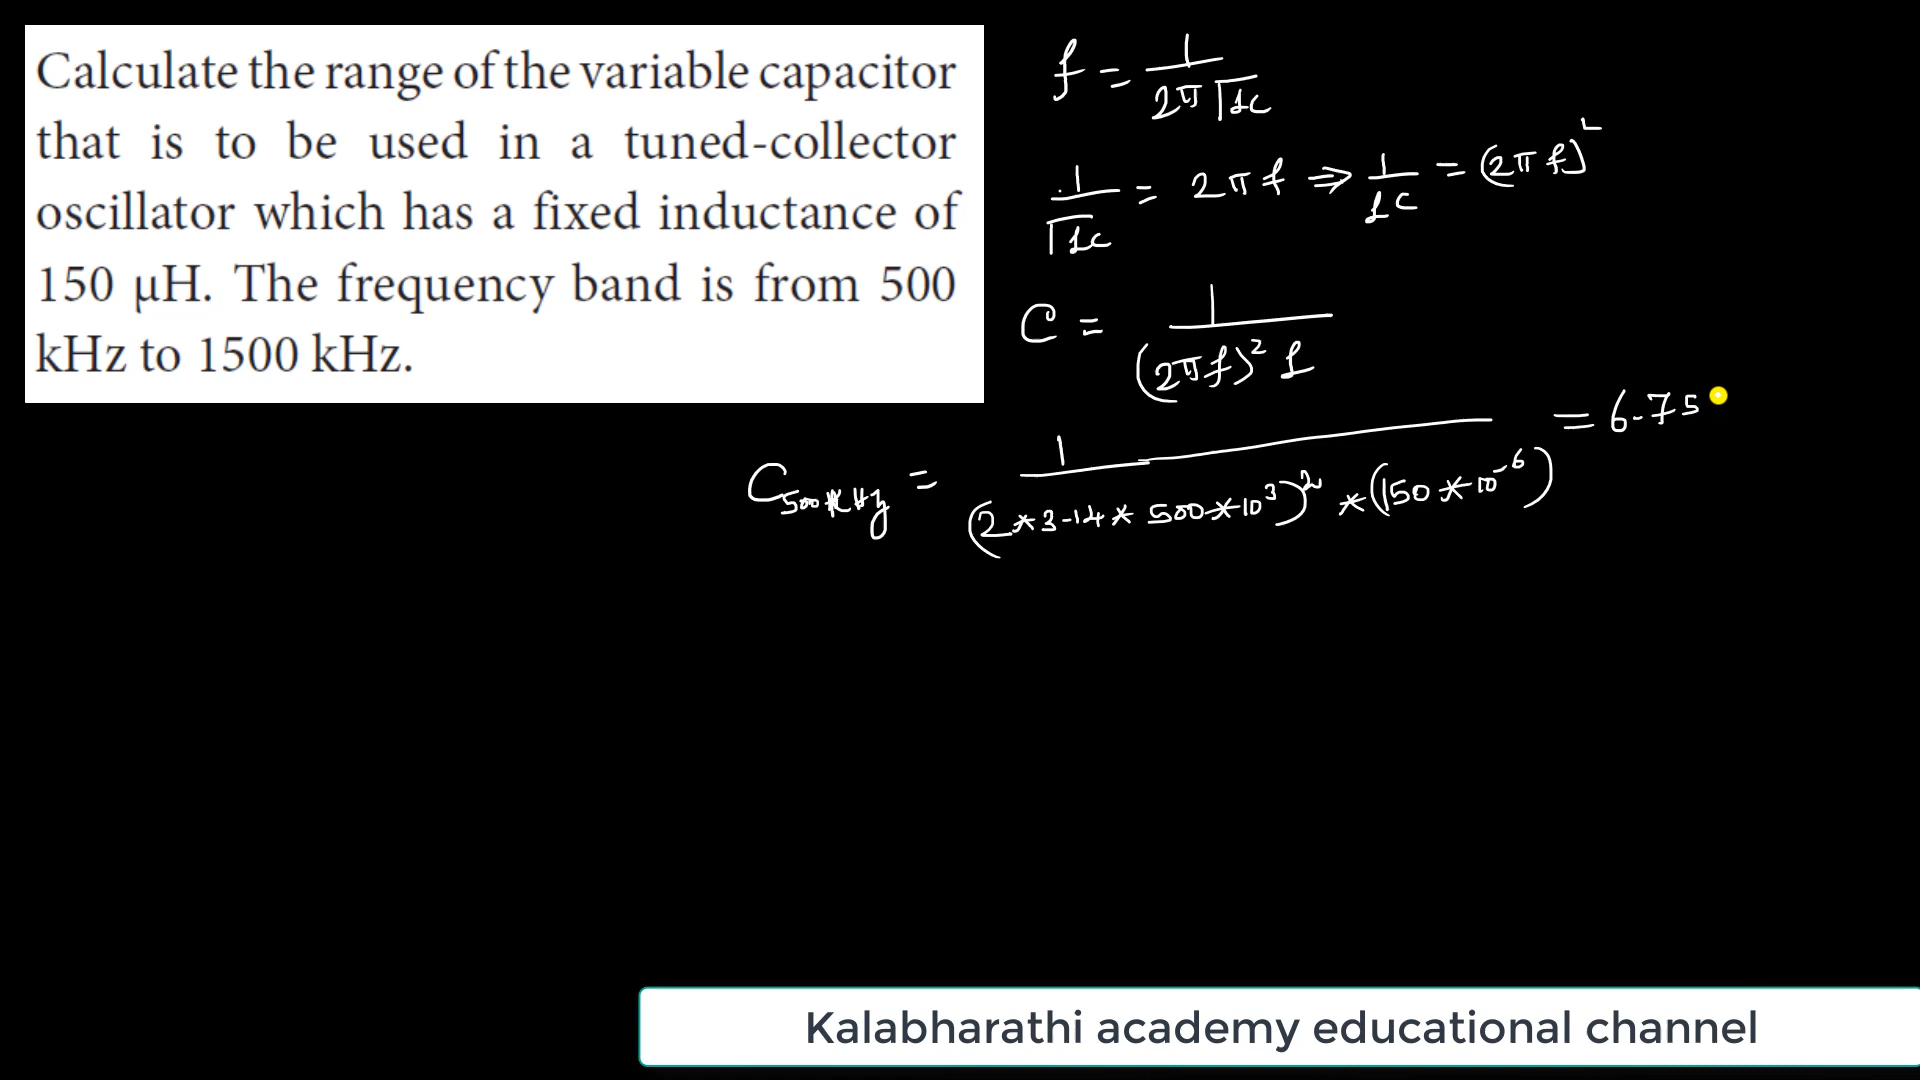 Calculate the range of the variable capacitor
that is to be used in a tuned-collector
oscillator which has a fixed inductance of
150 μH. The frequency band is from 500
kHz to 1500 kHz.
f = 1 / 2π √LC
1 / √LC = 2πf ⇒ 1 / LC = (2πf)²
C = 1 / (2πf)² L
C 500KHz = 1 / (2*3.14*500*10³)² * (150*10⁻⁶) = 6.75
Kalabharathi academy educational channel